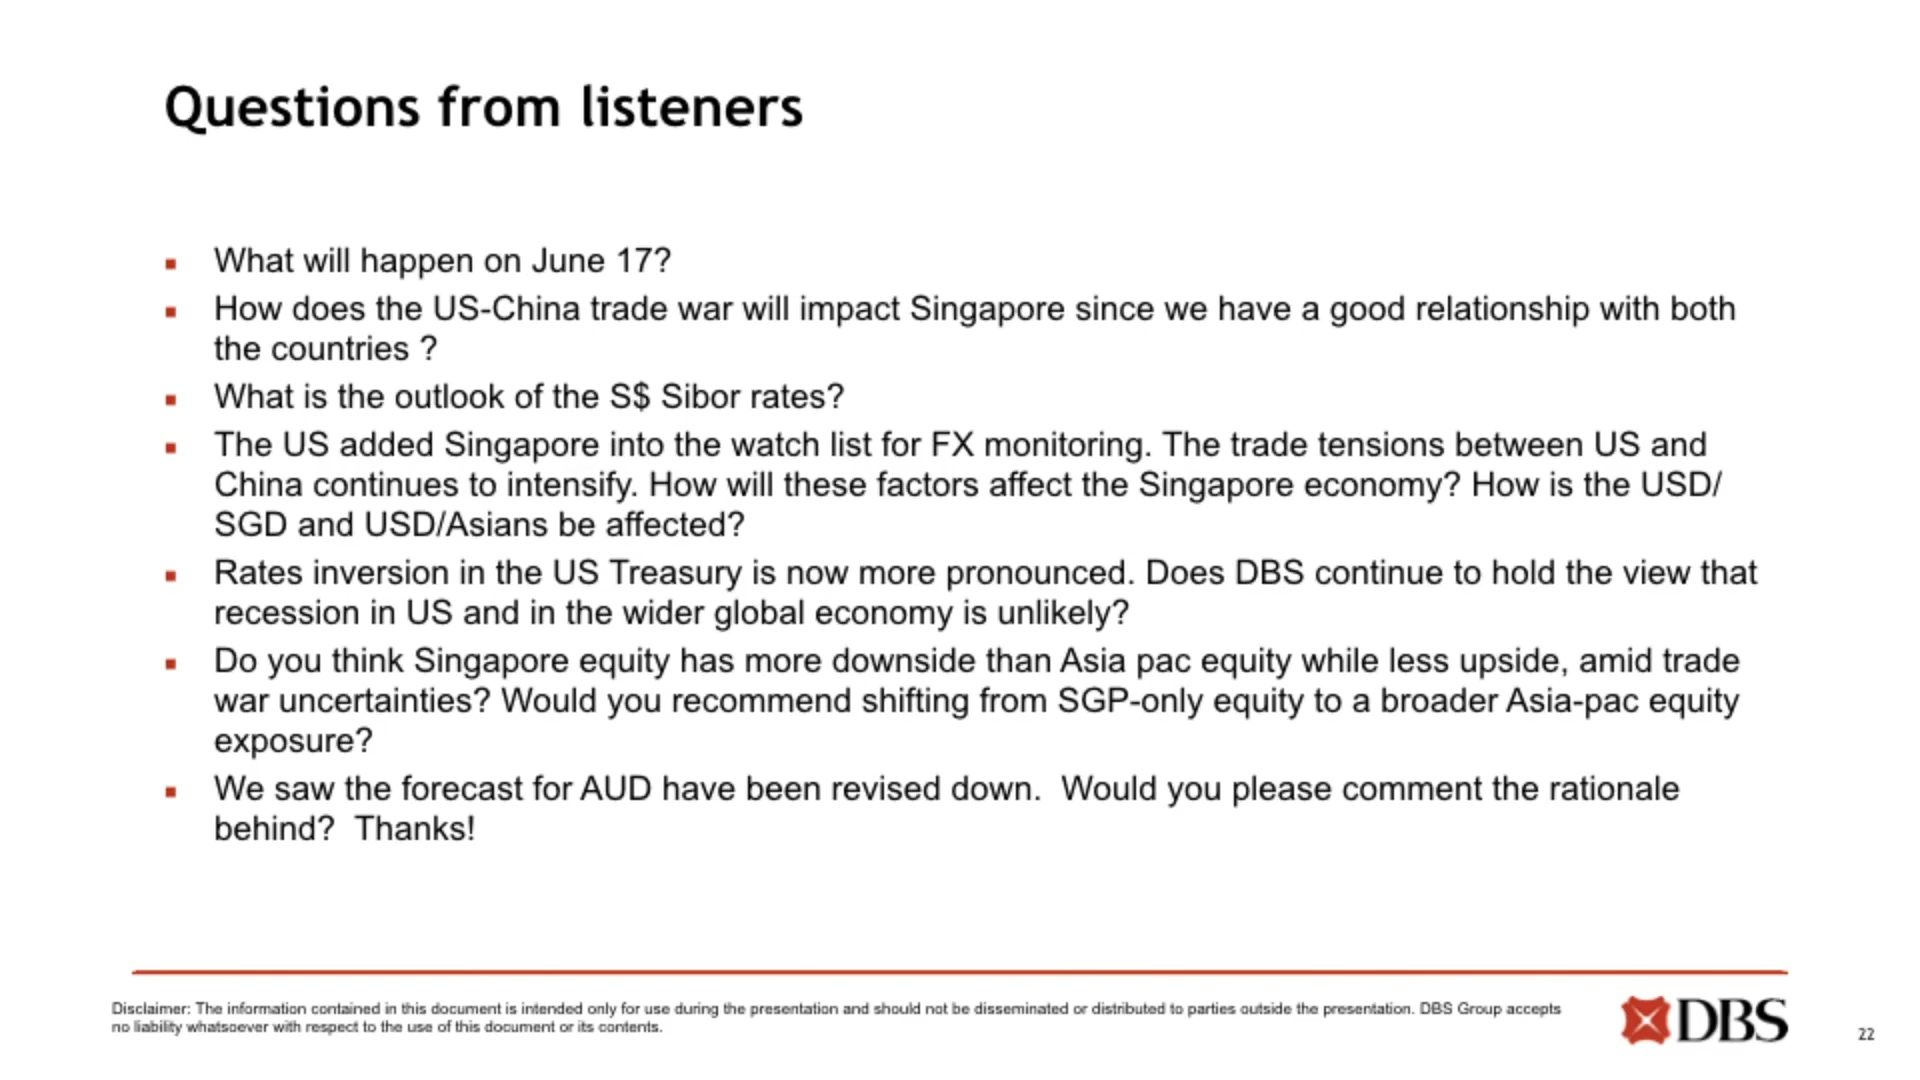 Questions from listeners
What will happen on June 17?
How does the US-China trade war will impact Singapore since we have a good relationship with both
the countries ?
What is the outlook of the S$ Sibor rates?
The US added Singapore into the watch list for FX monitoring. The trade tensions between US and
China continues to intensify. How will these factors affect the Singapore economy? How is the USD/
SGD and USD/Asians be affected?
Rates inversion in the US Treasury is now more pronounced. Does DBS continue to hold the view that
recession in US and in the wider global economy is unlikely?
Do you think Singapore equity has more downside than Asia pac equity while less upside, amid trade
war uncertainties? Would you recommend shifting from SGP-only equity to a broader Asia-pac equity
exposure?
We saw the forecast for AUD have been revised down.  Would you please comment the rationale
behind?  Thanks!
Disclaimer: The information contained in this document is intended only for use during the presentation and should not be disseminated or distributed to parties outside the presentation. DBS Group accepts
no liability whatsoever with respect to the use of this document or its contents.
DBS
22